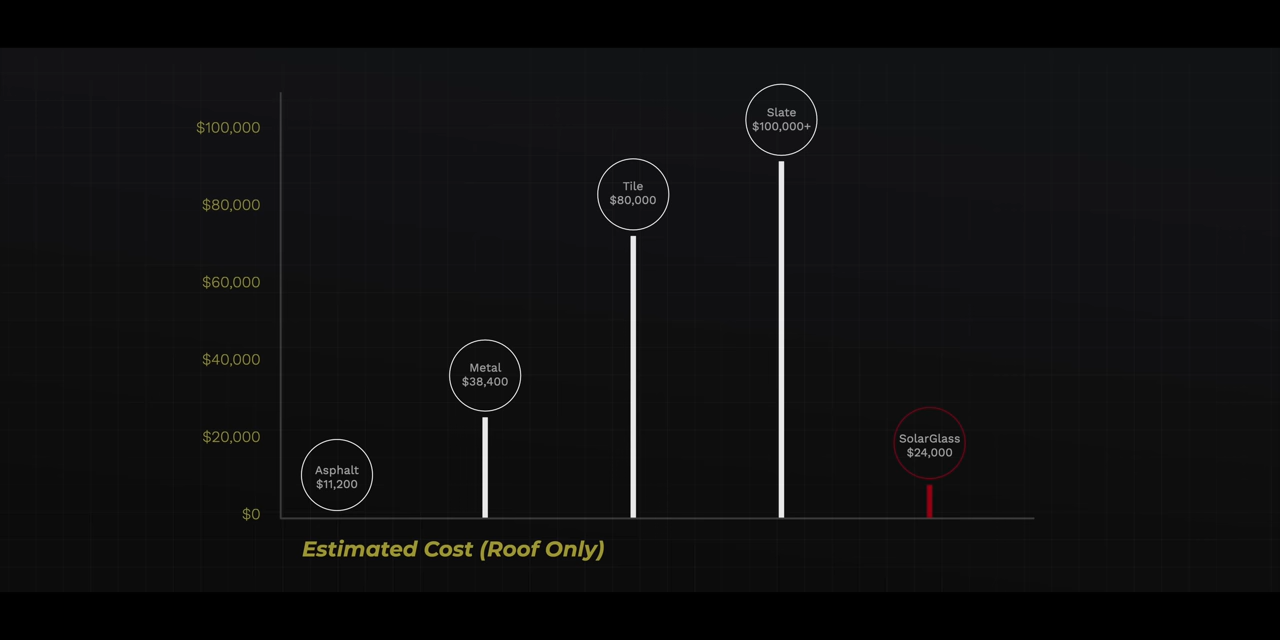 $100,000
$80,000
$60,000
$40,000
$20,000
$0
Asphalt
$11,200
Metal
$38,400
Tile
$80,000
Slate
$100,000+
SolarGlass
$24,000
Estimated Cost (Roof Only)